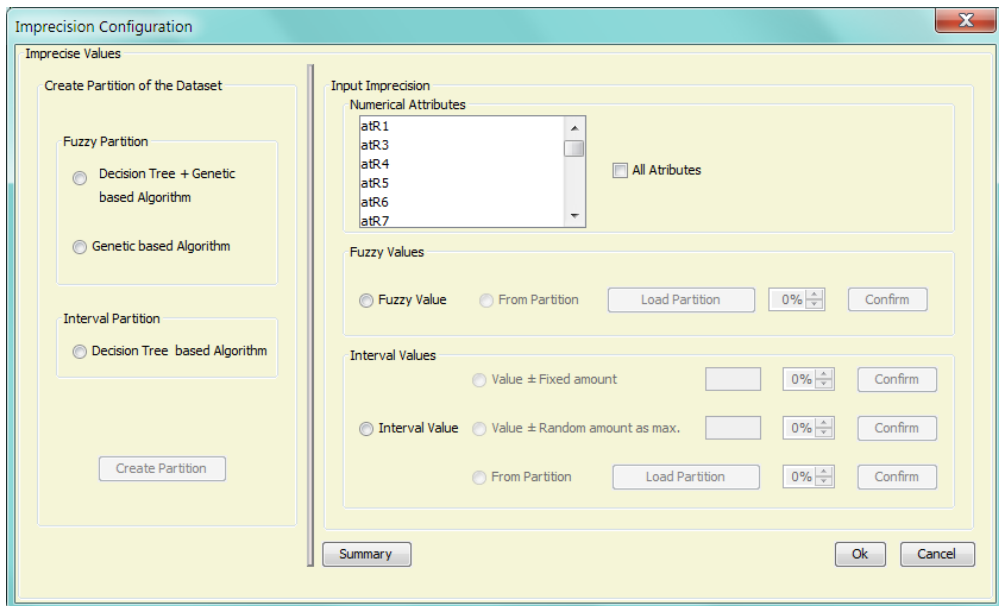 Imprecision Configuration
X
Imprecise Values
Create Partition of the Dataset
Fuzzy Partition
Decision Tree + Genetic
based Algorithm
Genetic based Algorithm
Interval Partition
Decision Tree based Algorithm
Create Partition
Input Imprecision
Numerical Attributes
atR1
atR3
atR4
atR5
atR6
atR7
All Atributes
Fuzzy Values
Fuzzy Value From Partition Load Partition 0% Confirm
Interval Values
Value ± Fixed amount 0% Confirm
Interval Value Value ± Random amount as max. 0% Confirm
From Partition Load Partition 0% Confirm
Summary Ok Cancel